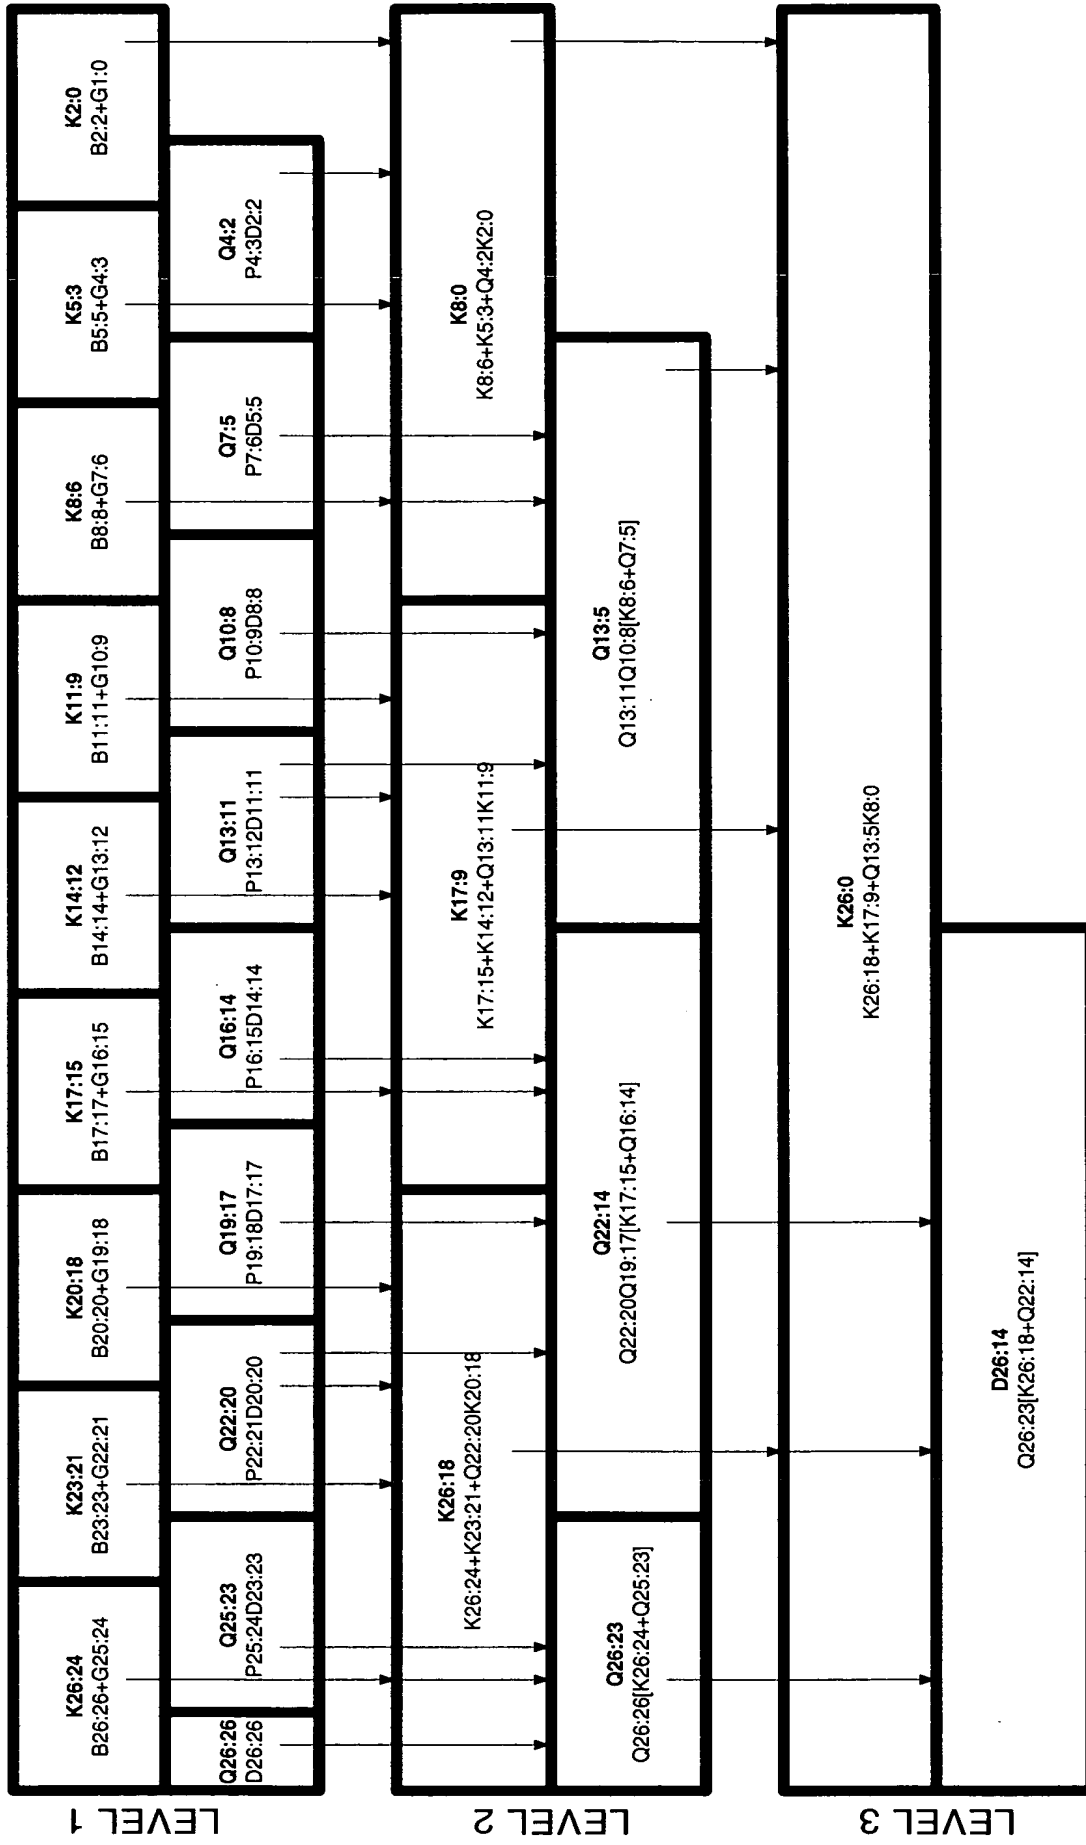 LEVEL 1
K26:24
B26:26+G25:24
K23:21
B23:23+G22:21
K20:18
B20:20+G19:18
K17:15
B17:17+G16:15
K14:12
B14:14+G13:12
K11:9
B11:11+G10:9
K8:6
B8:8+G7:6
K5:3
B5:5+G4:3
K2:0
B2:2+G1:0
Q26:26
D26:26
Q25:23
P25:24D23:23
Q22:20
P22:21D20:20
Q19:17
P19:18D17:17
Q16:14
P16:15D14:14
Q13:11
P13:12D11:11
Q10:8
P10:9D8:8
Q7:5
P7:6D5:5
Q4:2
P4:3D2:2
LEVEL 2
K26:18
K26:24+K23:21+Q22:20K20:18
K17:9
K17:15+K14:12+Q13:11K11:9
K8:0
K8:6+K5:3+Q4:2K2:0
Q26:23
Q26:26[K26:24+Q25:23]
Q22:14
Q22:20Q19:17[K17:15+Q16:14]
Q13:5
Q13:11Q10:8[K8:6+Q7:5]
LEVEL 3
K26:0
K26:18+K17:9+Q13:5K8:0
D26:14
Q26:23[K26:18+Q22:14]